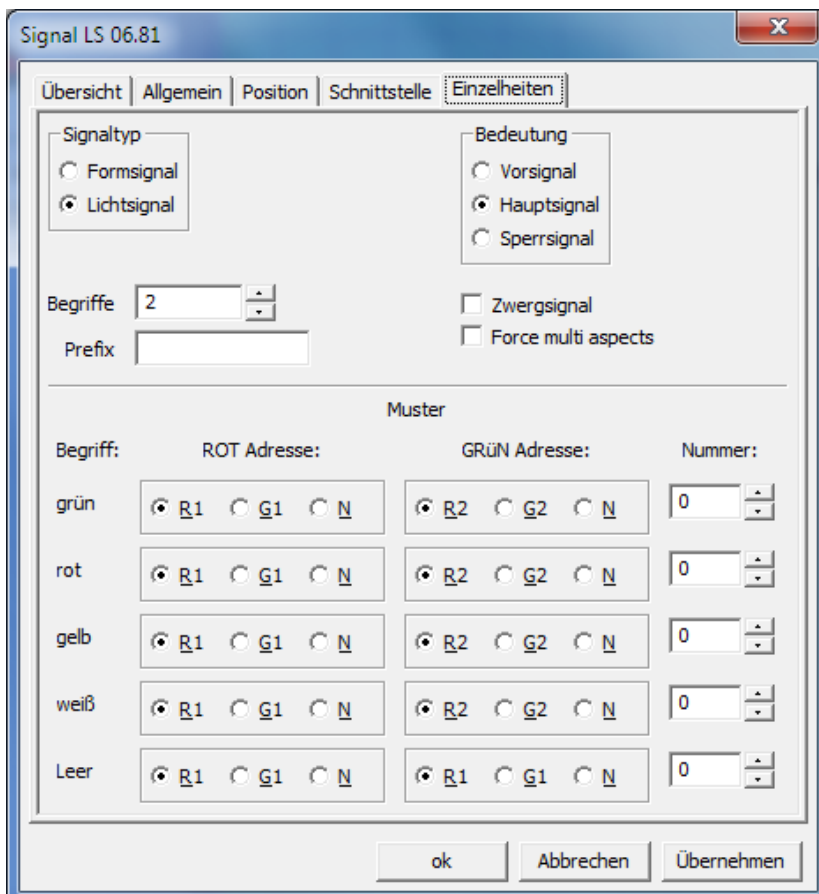 Signal LS 06.81
Übersicht Allgemein Position Schnittstelle Einzelheiten
Signaltyp Bedeutung
Formsignal Vorsignal
Lichtsignal Hauptsignal
Sperrsignal
Begriffe 2 Zwergsignal
Prefix Force multi aspects
Muster
Begriff: ROT Adresse: GRüN Adresse: Nummer:
grün R1 G1 N R2 G2 N 0
rot R1 G1 N R2 G2 N 0
gelb R1 G1 N R2 G2 N 0
weiß R1 G1 N R2 G2 N 0
Leer R1 G1 N R1 G1 N 0
ok Abbrechen Übernehmen